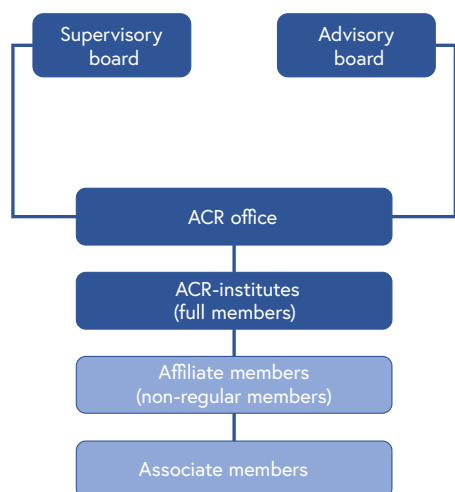 Supervisory
board
Advisory
board
ACR office
ACR-institutes
(full members)
Affiliate members
(non-regular members)
Associate members